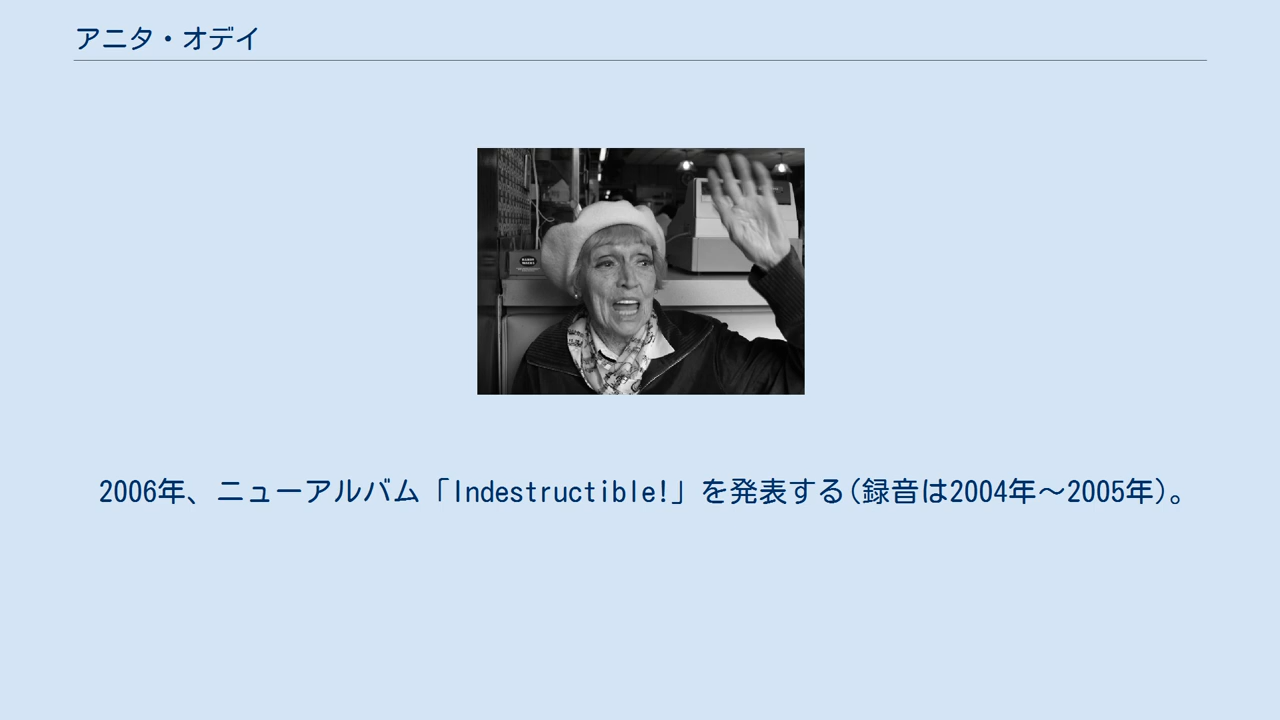 アニタ・オデイ
2006年、ニューアルバム「Indestructible!」を発表する(録音は2004年～2005年)。